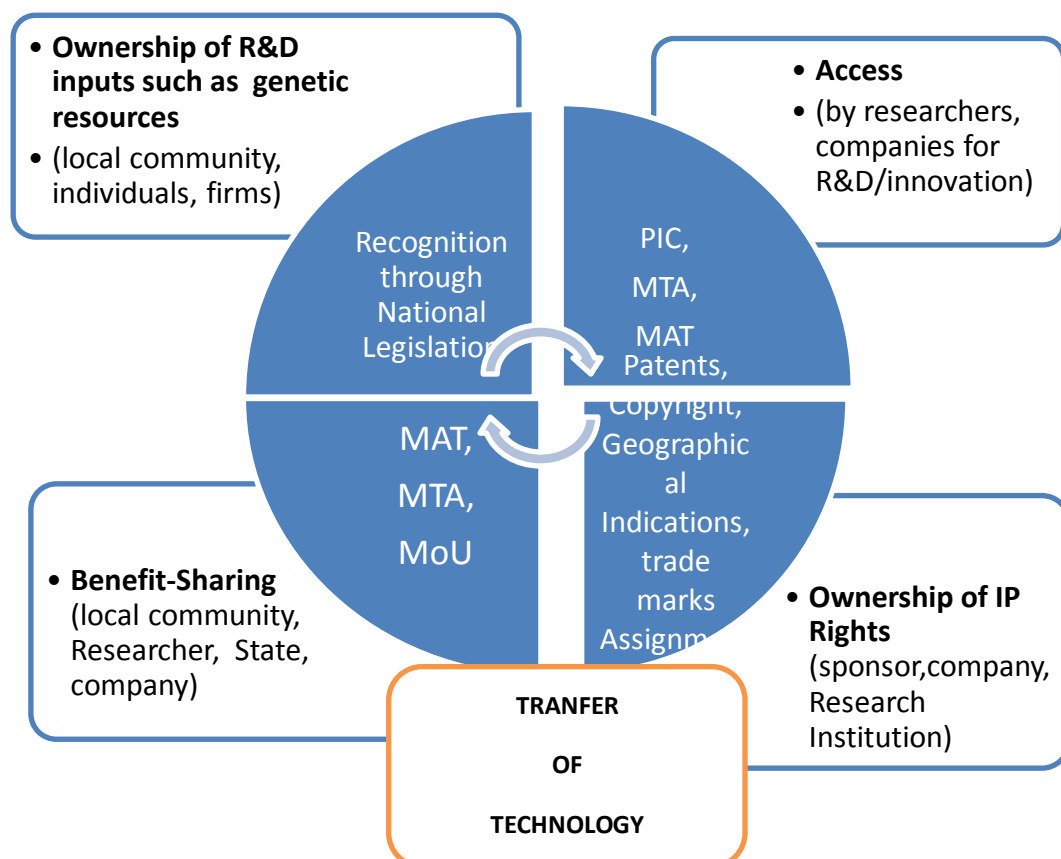 • Ownership of R&D
inputs such as genetic
resources
• (local community,
individuals, firms)
• Access
• (by researchers,
companies for
R&D/innovation)
Recognition
through
National
Legislation
PIC,
MTA,
MAT
Patents,
Copyright,
Geographic
al
Indications,
trade
marks
MAT,
MTA,
MoU
• Benefit-Sharing
(local community,
Researcher, State,
company)
• Ownership of IP
Rights
(sponsor,company,
Research
Institution)
TRANFER
OF
TECHNOLOGY